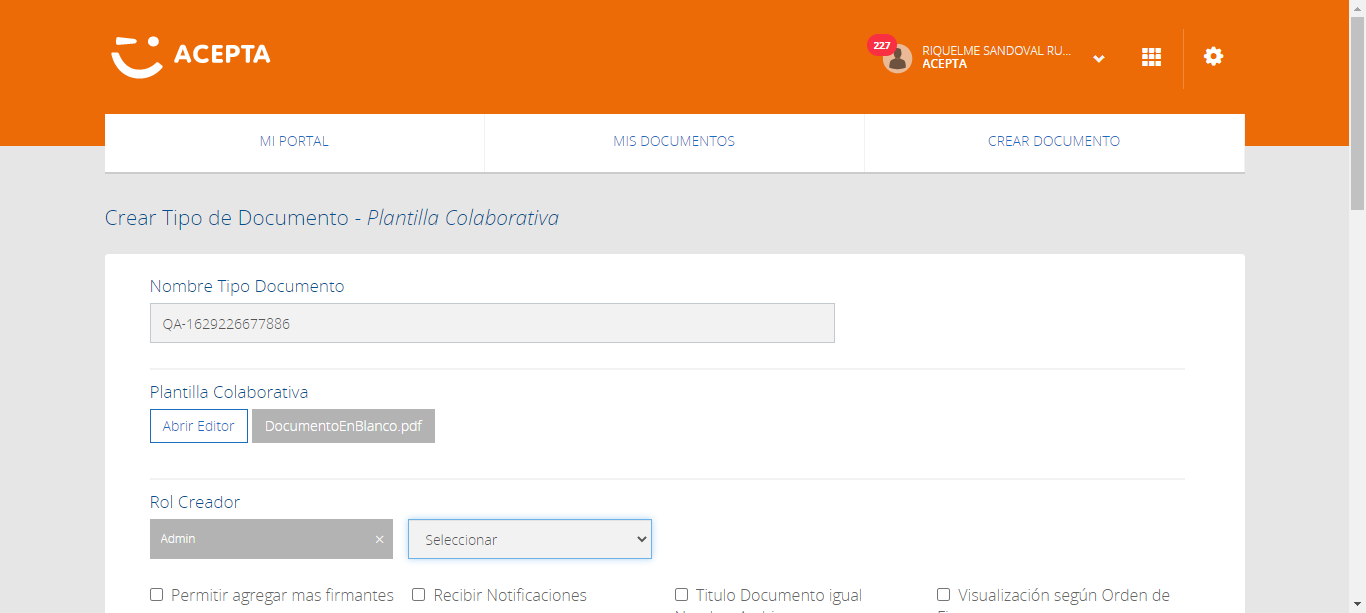 ACEPTA
227
RIQUELME SANDOVAL RU...
ACEPTA
MI PORTAL
MIS DOCUMENTOS
CREAR DOCUMENTO
Crear Tipo de Documento - Plantilla Colaborativa
Nombre Tipo Documento
QA-1629226677886
Plantilla Colaborativa
Abrir Editor
DocumentoEnBlanco.pdf
Rol Creador
Admin ×
Seleccionar
Permitir agregar mas firmantes
Recibir Notificaciones
Titulo Documento igual
Visualización según Orden de